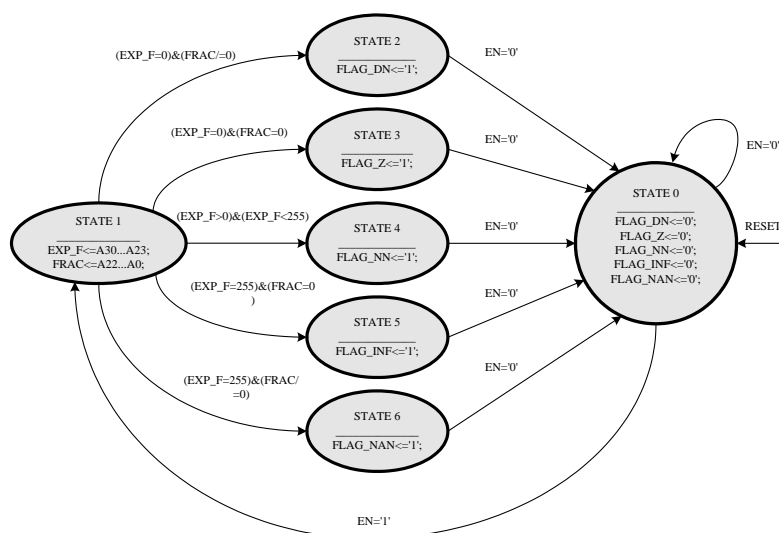 STATE 2
FLAG_DN<='1';
(EXP_F=0)&(FRAC/=0)
EN='0'
STATE 3
FLAG_Z<='1';
(EXP_F=0)&(FRAC=0)
EN='0'
EN='0'
STATE 0
FLAG_DN<='0';
FLAG_Z<='0';
FLAG_NN<='0';
FLAG_INF<='0';
FLAG_NAN<='0';
RESET
STATE 1
EXP_F<=A30...A23;
FRAC<=A22...A0;
(EXP_F>0)&(EXP_F<255)
STATE 4
FLAG_NN<='1';
EN='0'
(EXP_F=255)&(FRAC=0
)
STATE 5
FLAG_INF<='1';
EN='0'
(EXP_F=255)&(FRAC/
=0)
STATE 6
FLAG_NAN<='1';
EN='0'
EN='1'